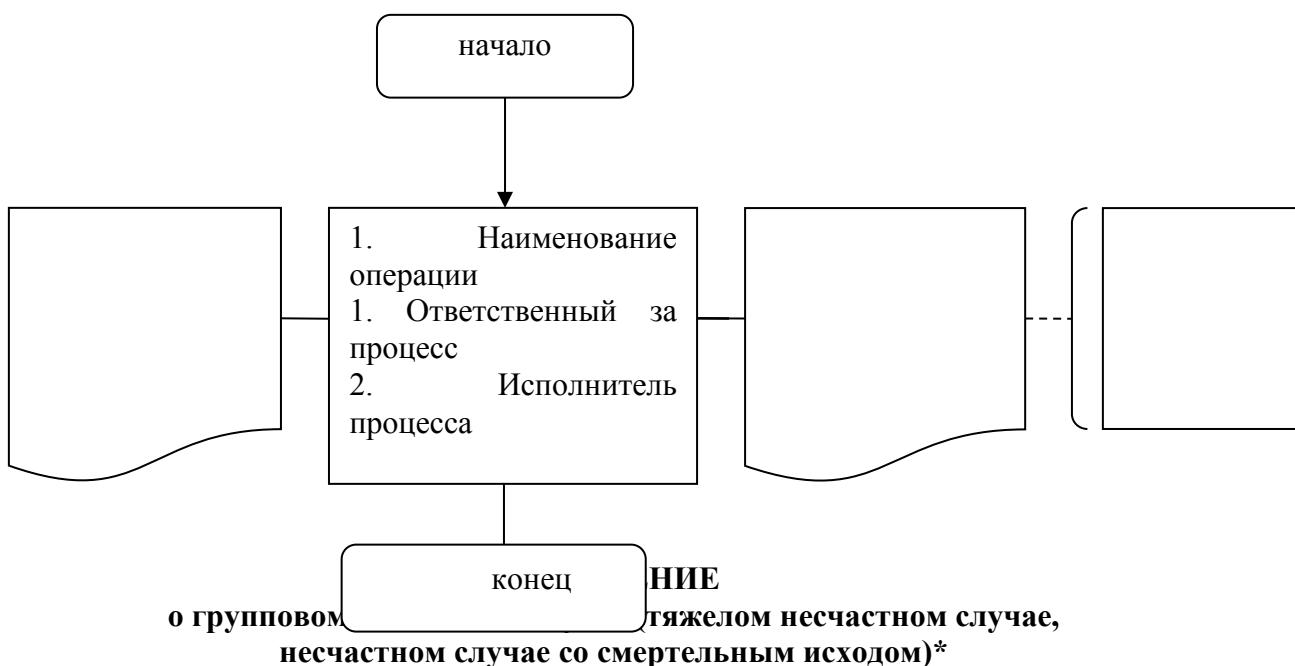 начало
1. Наименование
операции
1. Ответственный за
процесс
2. Исполнитель
процесса
конец
НИЕ
о групповом (тяжелом несчастном случае,
несчастном случае со смертельным исходом)*